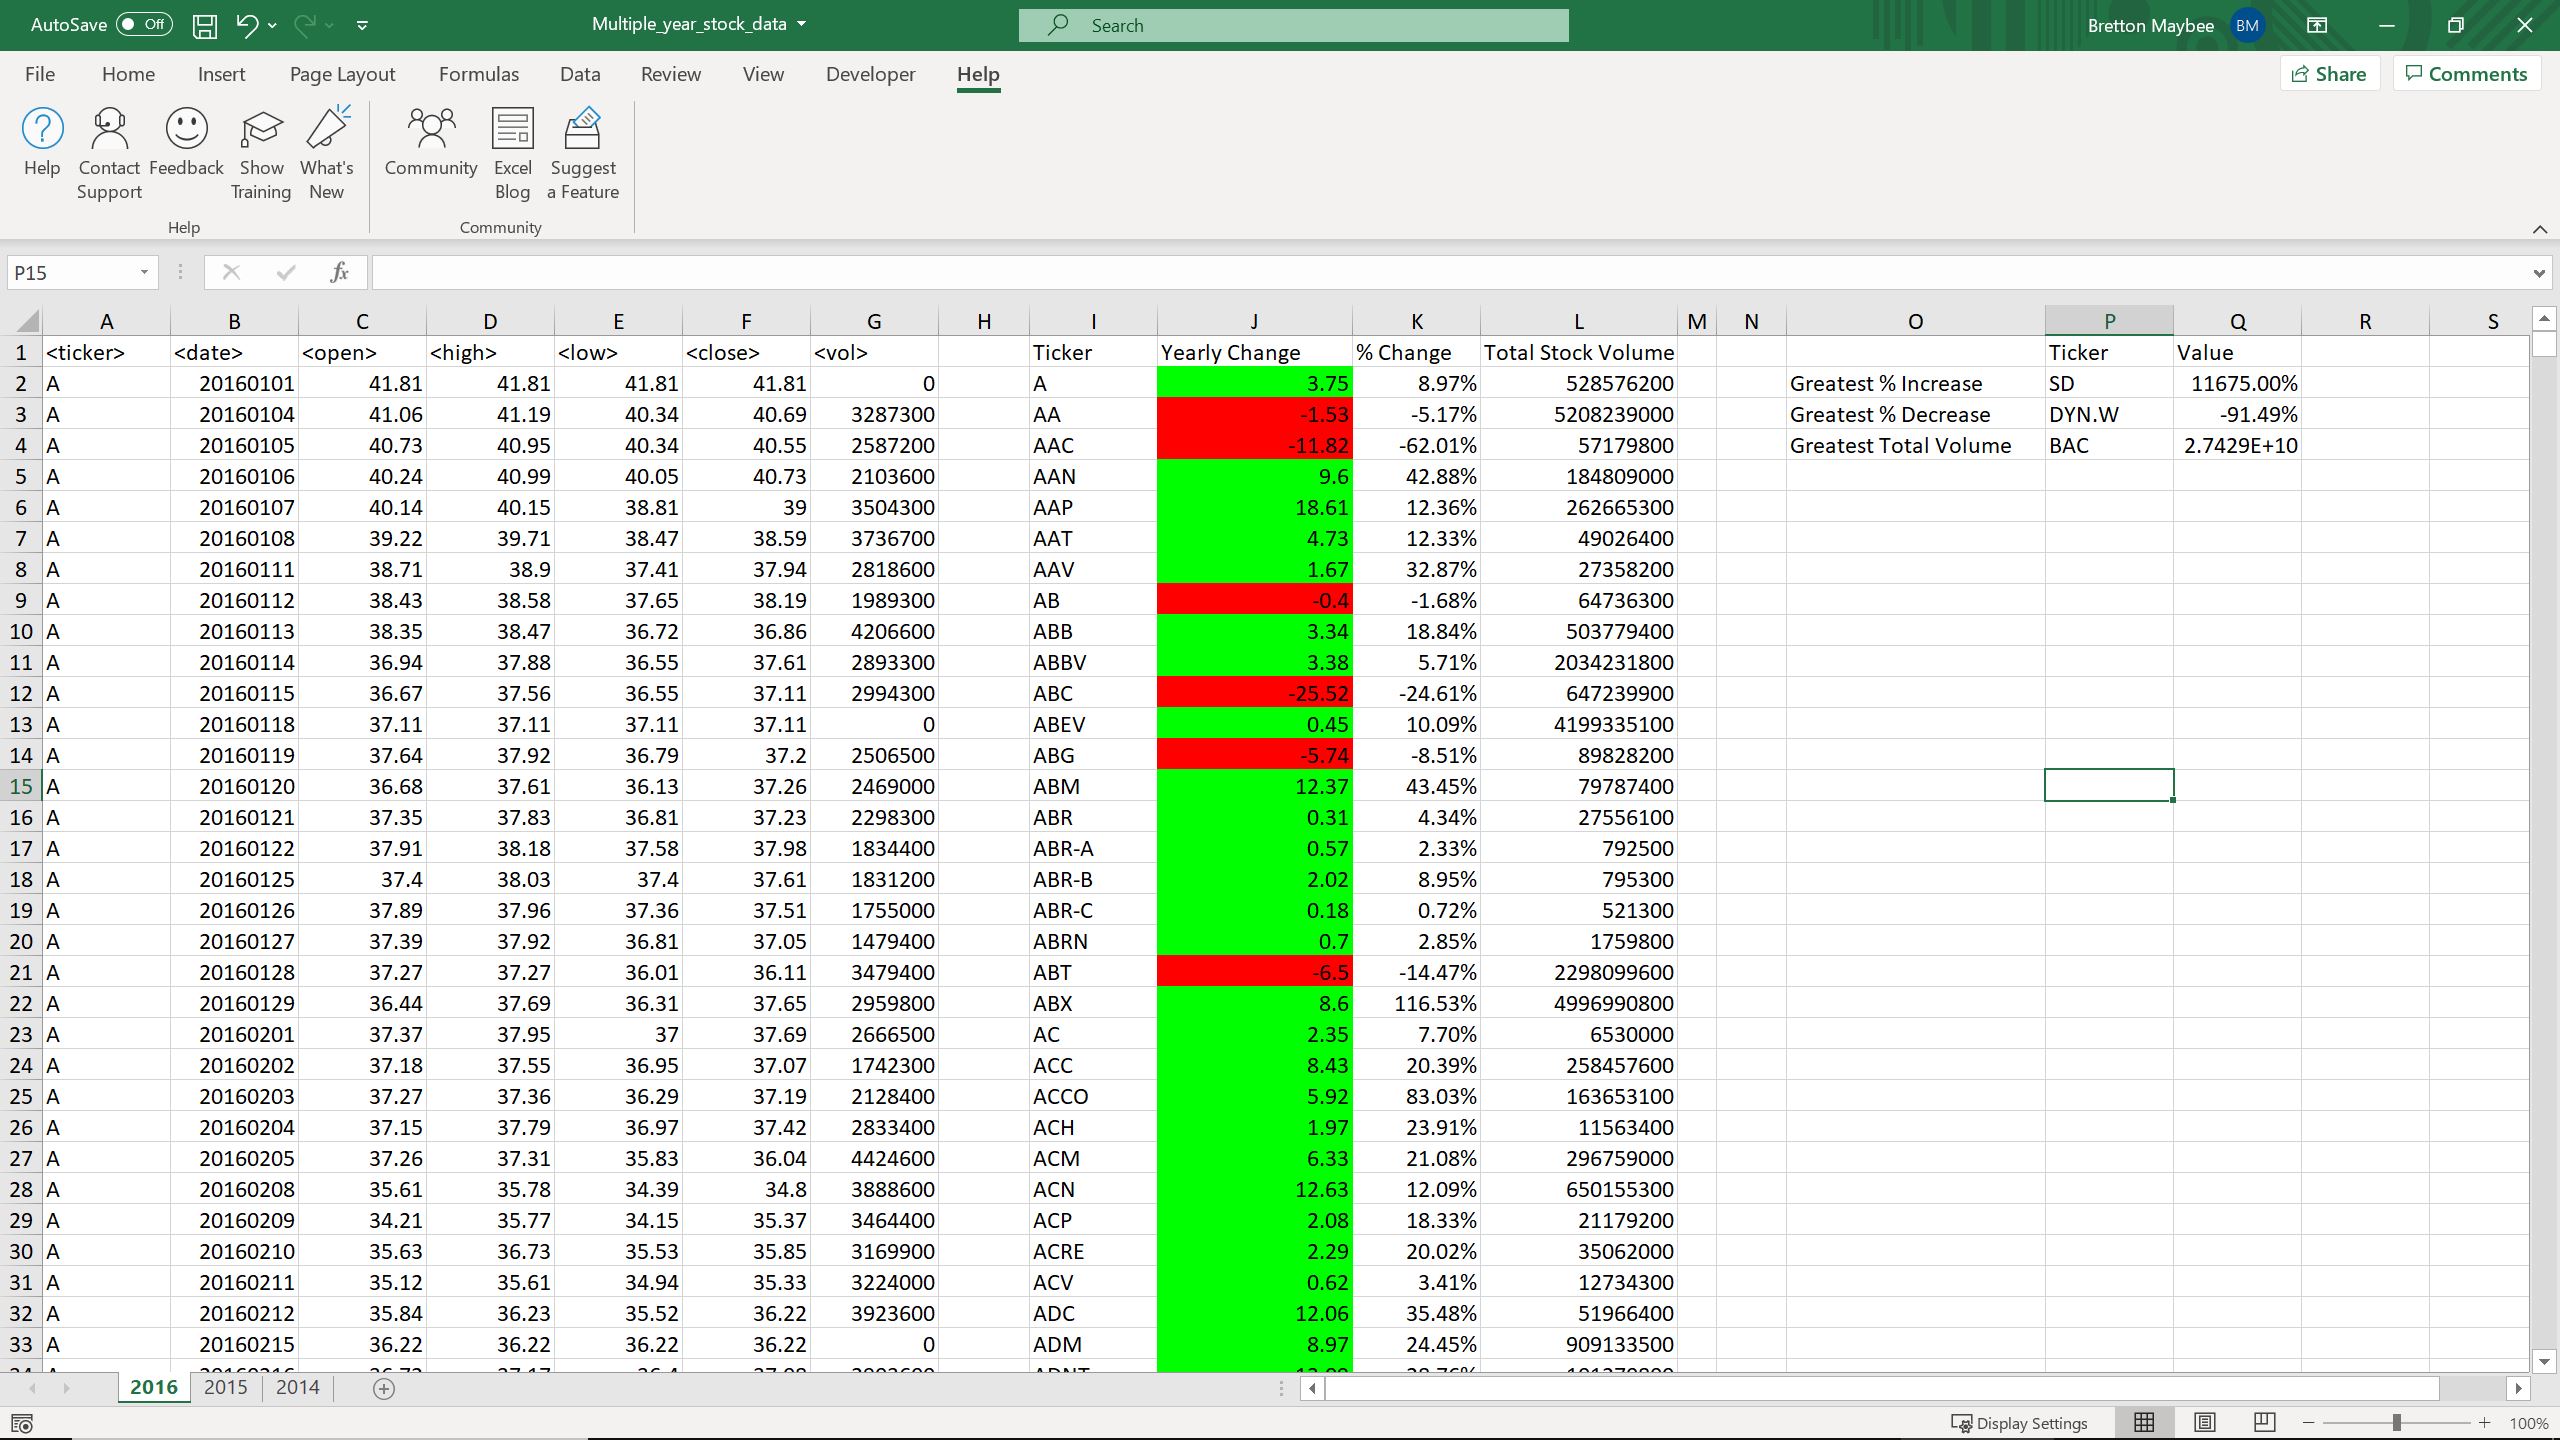 AutoSave Off Multiple_year_stock_data Search Bretton Maybee BM
File Home Insert Page Layout Formulas Data Review View Developer Help Share Comments
Help Contact Support Feedback Show Training What's New Community Excel Blog Suggest a Feature
Help Community
P15 fx
A B C D E F G H I J K L M N O P Q R S
1 <ticker> <date> <open> <high> <low> <close> <vol> Ticker Yearly Change % Change Total Stock Volume Ticker Value
2 A 20160101 41.81 41.81 41.81 41.81 0 A 3.75 8.97% 528576200 Greatest % Increase SD 11675.00%
3 A 20160104 41.06 41.19 40.34 40.69 3287300 AA -1.53 -5.17% 5208239000 Greatest % Decrease DYN.W -91.49%
4 A 20160105 40.73 40.95 40.34 40.55 2587200 AAC -11.82 -62.01% 57179800 Greatest Total Volume BAC 2.7429E+10
5 A 20160106 40.24 40.99 40.05 40.73 2103600 AAN 9.6 42.88% 184809000
6 A 20160107 40.14 40.15 38.81 39 3504300 AAP 18.61 12.36% 262665300
7 A 20160108 39.22 39.71 38.47 38.59 3736700 AAT 4.73 12.33% 49026400
8 A 20160111 38.71 38.9 37.41 37.94 2818600 AAV 1.67 32.87% 27358200
9 A 20160112 38.43 38.58 37.65 38.19 1989300 AB -0.4 -1.68% 64736300
10 A 20160113 38.35 38.47 36.72 36.86 4206600 ABB 3.34 18.84% 503779400
11 A 20160114 36.94 37.88 36.55 37.61 2893300 ABBV 3.38 5.71% 2034231800
12 A 20160115 36.67 37.56 36.55 37.11 2994300 ABC -25.52 -24.61% 647239900
13 A 20160118 37.11 37.11 37.11 37.11 0 ABEV 0.45 10.09% 4199335100
14 A 20160119 37.64 37.92 36.79 37.2 2506500 ABG -5.74 -8.51% 89828200
15 A 20160120 36.68 37.61 36.13 37.26 2469000 ABM 12.37 43.45% 79787400
16 A 20160121 37.35 37.83 36.81 37.23 2298300 ABR 0.31 4.34% 27556100
17 A 20160122 37.91 38.18 37.58 37.98 1834400 ABR-A 0.57 2.33% 792500
18 A 20160125 37.4 38.03 37.4 37.61 1831200 ABR-B 2.02 8.95% 795300
19 A 20160126 37.89 37.96 37.36 37.51 1755000 ABR-C 0.18 0.72% 521300
20 A 20160127 37.39 37.92 36.81 37.05 1479400 ABRN 0.7 2.85% 1759800
21 A 20160128 37.27 37.27 36.01 36.11 3479400 ABT -6.5 -14.47% 2298099600
22 A 20160129 36.44 37.69 36.31 37.65 2959800 ABX 8.6 116.53% 4996990800
23 A 20160201 37.37 37.95 37 37.69 2666500 AC 2.35 7.70% 6530000
24 A 20160202 37.18 37.55 36.95 37.07 1742300 ACC 8.43 20.39% 258457600
25 A 20160203 37.27 37.36 36.29 37.19 2128400 ACCO 5.92 83.03% 163653100
26 A 20160204 37.15 37.79 36.97 37.42 2833400 ACH 1.97 23.91% 11563400
27 A 20160205 37.26 37.31 35.83 36.04 4424600 ACM 6.33 21.08% 296759000
28 A 20160208 35.61 35.78 34.39 34.8 3888600 ACN 12.63 12.09% 650155300
29 A 20160209 34.21 35.77 34.15 35.37 3464400 ACP 2.08 18.33% 21179200
30 A 20160210 35.63 36.73 35.53 35.85 3169900 ACRE 2.29 20.02% 35062000
31 A 20160211 35.12 35.61 34.94 35.33 3224000 ACV 0.62 3.41% 12734300
32 A 20160212 35.84 36.23 35.52 36.22 3923600 ADC 12.06 35.48% 51966400
33 A 20160215 36.22 36.22 36.22 36.22 0 ADM 8.97 24.45% 909133500
2016 2015 2014
Display Settings 100%